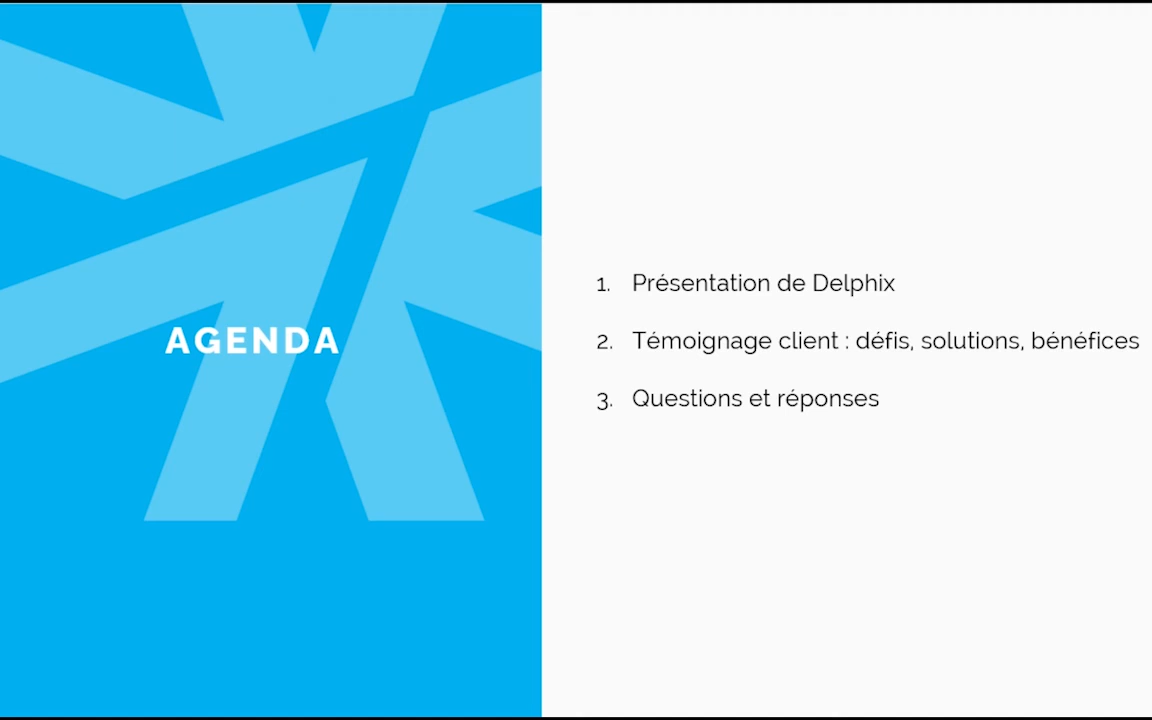 AGENDA
1. Présentation de Delphix
2. Témoignage client : défis, solutions, bénéfices
3. Questions et réponses